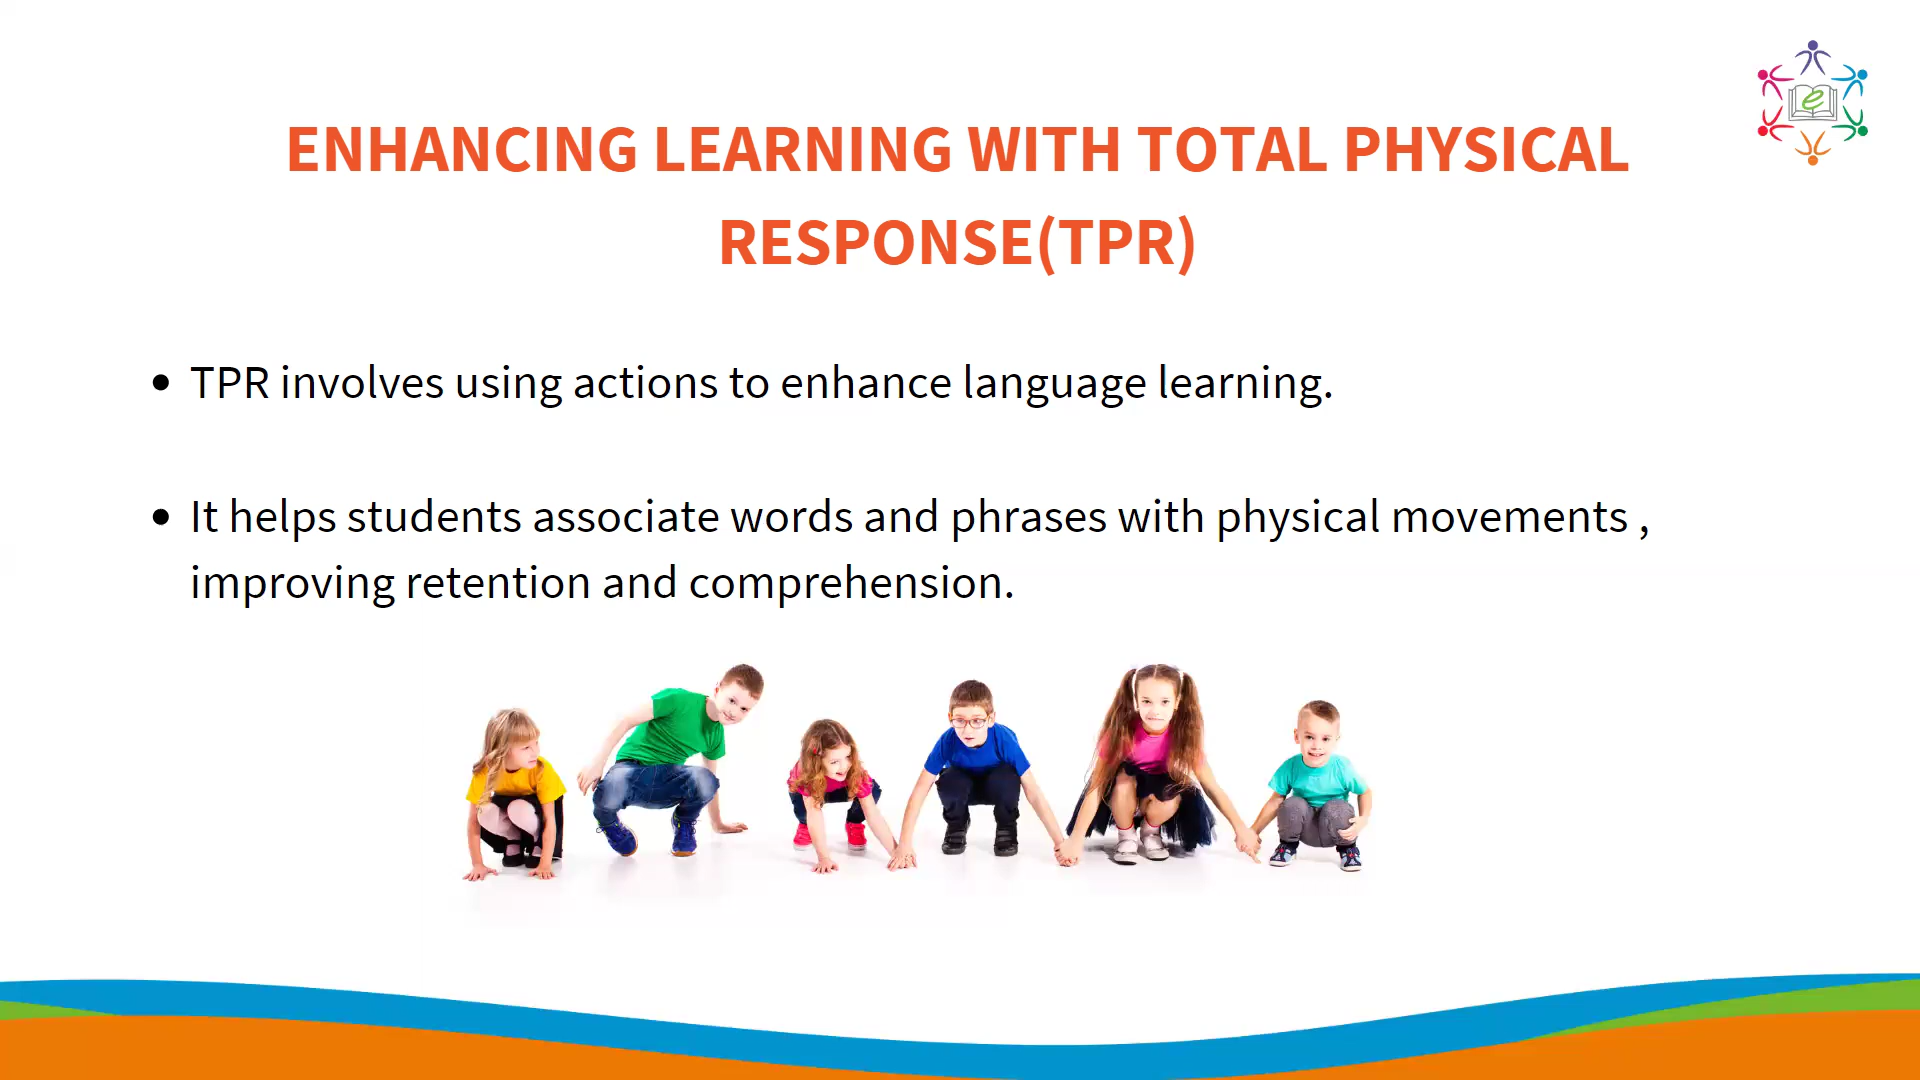 ENHANCING LEARNING WITH TOTAL PHYSICAL
RESPONSE(TPR)
• TPR involves using actions to enhance language learning.
• It helps students associate words and phrases with physical movements ,
improving retention and comprehension.
e